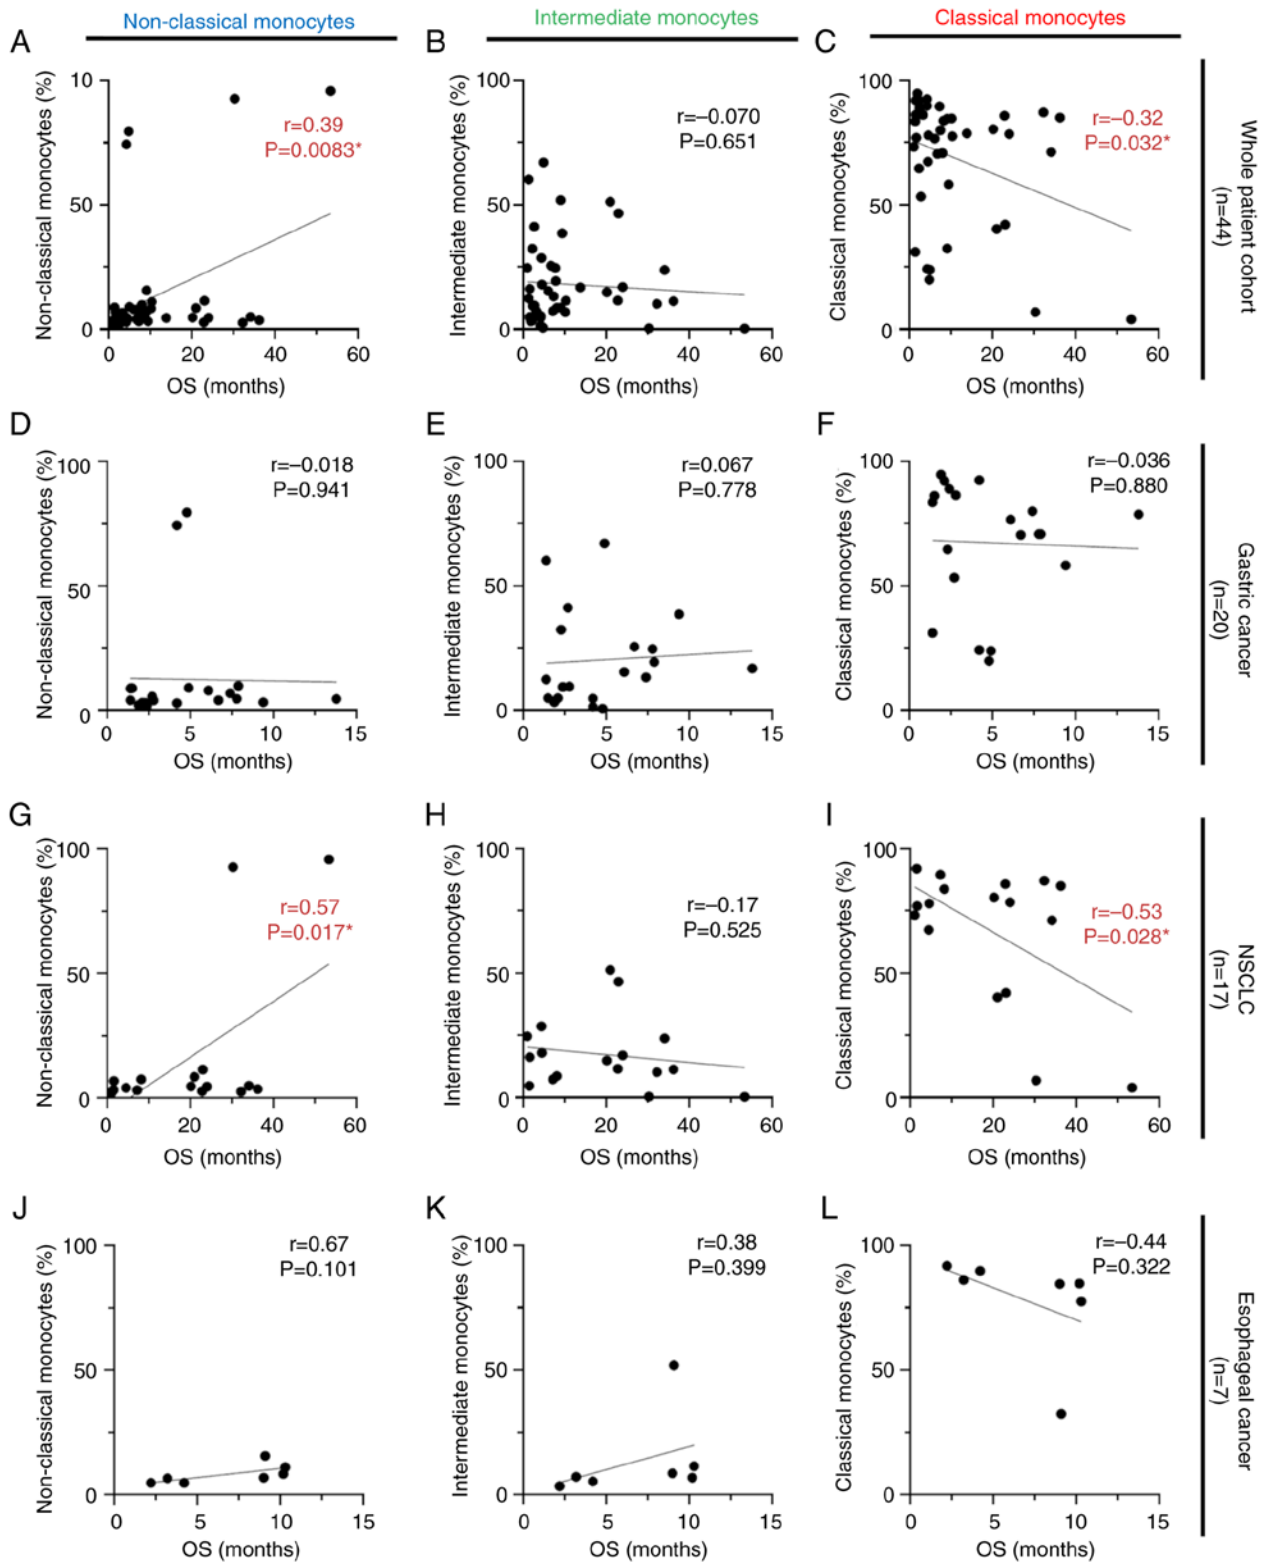 Non-classical monocytes
Intermediate monocytes
Classical monocytes
A
Non-classical monocytes (%)
10
50
0
0 20 40 60
OS (months)
r=0.39
P=0.0083*
B
Intermediate monocytes (%)
100
50
0
0 20 40 60
OS (months)
r=−0.070
P=0.651
C
Classical monocytes (%)
100
50
0
0 20 40 60
OS (months)
r=−0.32
P=0.032*
Whole patient cohort
(n=44)
D
Non-classical monocytes (%)
100
50
0
0 5 10 15
OS (months)
r=−0.018
P=0.941
E
Intermediate monocytes (%)
100
50
0
0 5 10 15
OS (months)
r=0.067
P=0.778
F
Classical monocytes (%)
100
50
0
0 5 10 15
OS (months)
r=−0.036
P=0.880
Gastric cancer
(n=20)
G
Non-classical monocytes (%)
100
50
0
0 20 40 60
OS (months)
r=0.57
P=0.017*
H
Intermediate monocytes (%)
100
50
0
0 20 40 60
OS (months)
r=−0.17
P=0.525
I
Classical monocytes (%)
100
50
0
0 20 40 60
OS (months)
r=−0.53
P=0.028*
NSCLC
(n=17)
J
Non-classical monocytes (%)
100
50
0
0 5 10 15
OS (months)
r=0.67
P=0.101
K
Intermediate monocytes (%)
100
50
0
0 5 10 15
OS (months)
r=0.38
P=0.399
L
Classical monocytes (%)
100
50
0
0 5 10 15
OS (months)
r=−0.44
P=0.322
Esophageal cancer
(n=7)